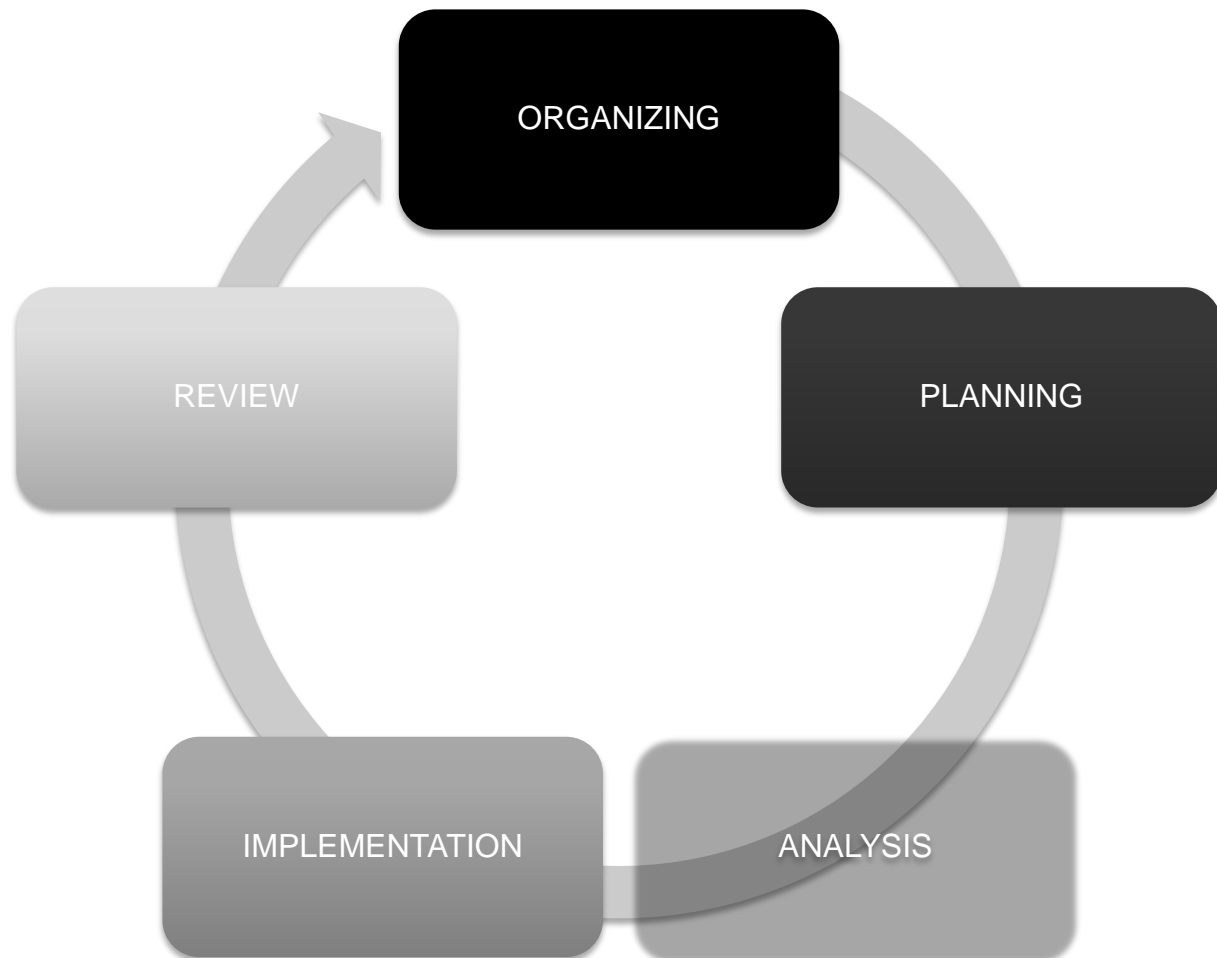 ORGANIZING
PLANNING
ANALYSIS
IMPLEMENTATION
REVIEW